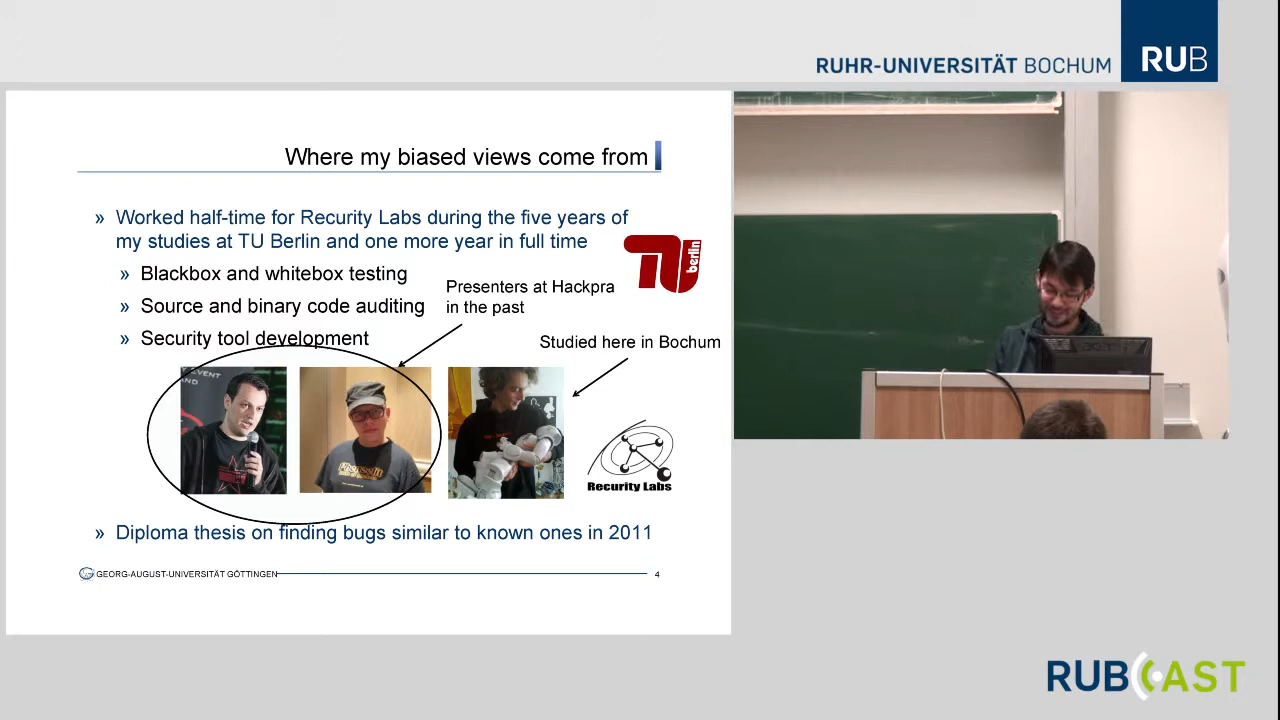 RUHR-UNIVERSITÄT BOCHUM
RUB
Where my biased views come from
» Worked half-time for Recurity Labs during the five years of
my studies at TU Berlin and one more year in full time
TU berlin
» Blackbox and whitebox testing
» Source and binary code auditing
» Security tool development
Presenters at Hackpra
in the past
Studied here in Bochum
Recurity Labs
» Diploma thesis on finding bugs similar to known ones in 2011
GEORG-AUGUST-UNIVERSITÄT GÖTTINGEN
4
RUBCAST